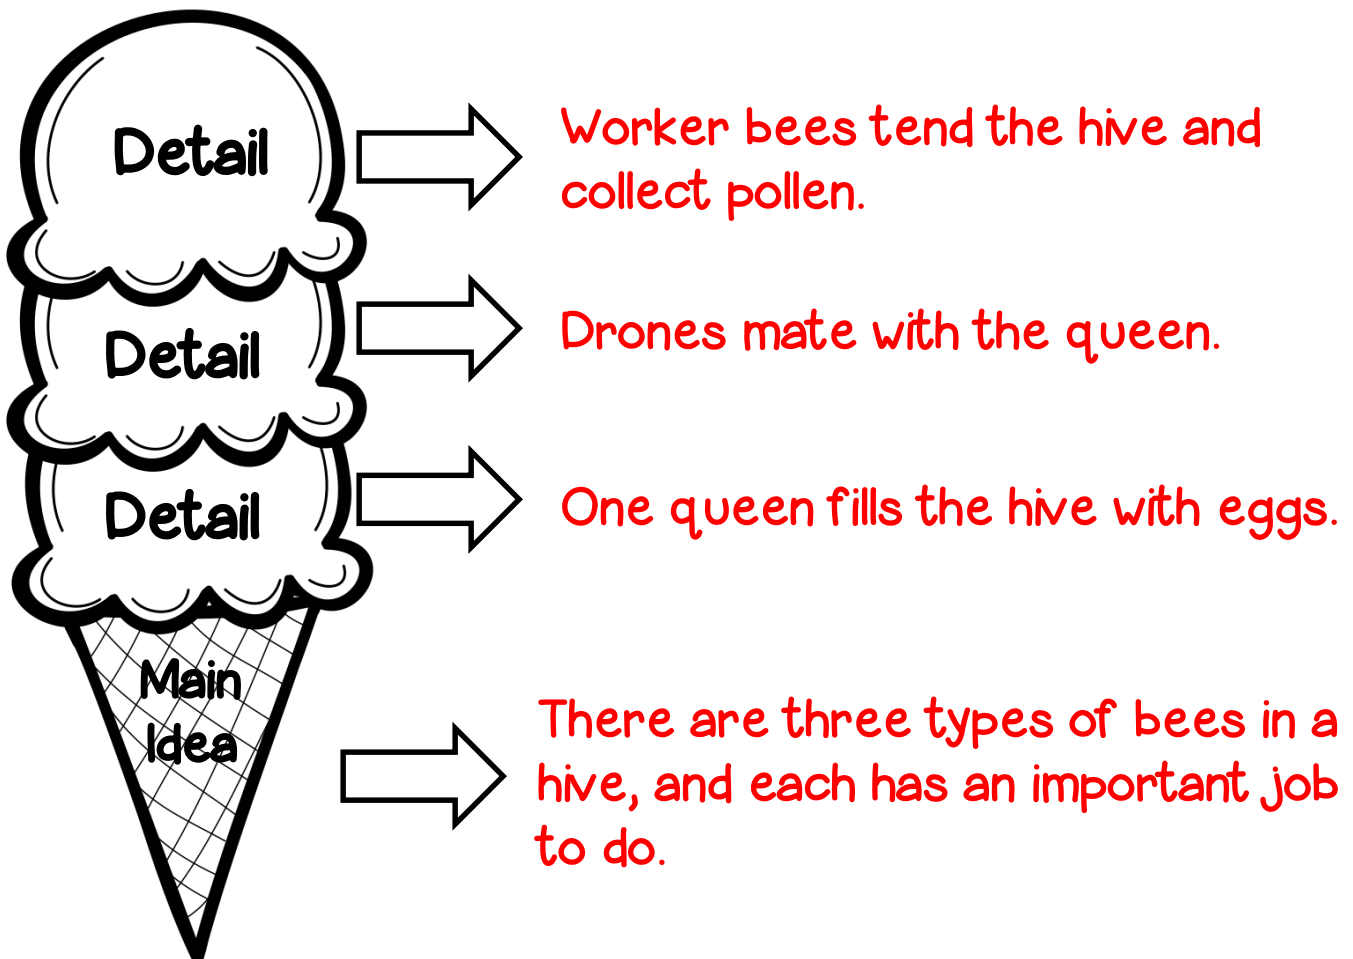 Detail
Worker bees tend the hive and
collect pollen.
Detail
Drones mate with the queen.
Detail
One queen fills the hive with eggs.
Main
Idea
There are three types of bees in a
hive, and each has an important job
to do.